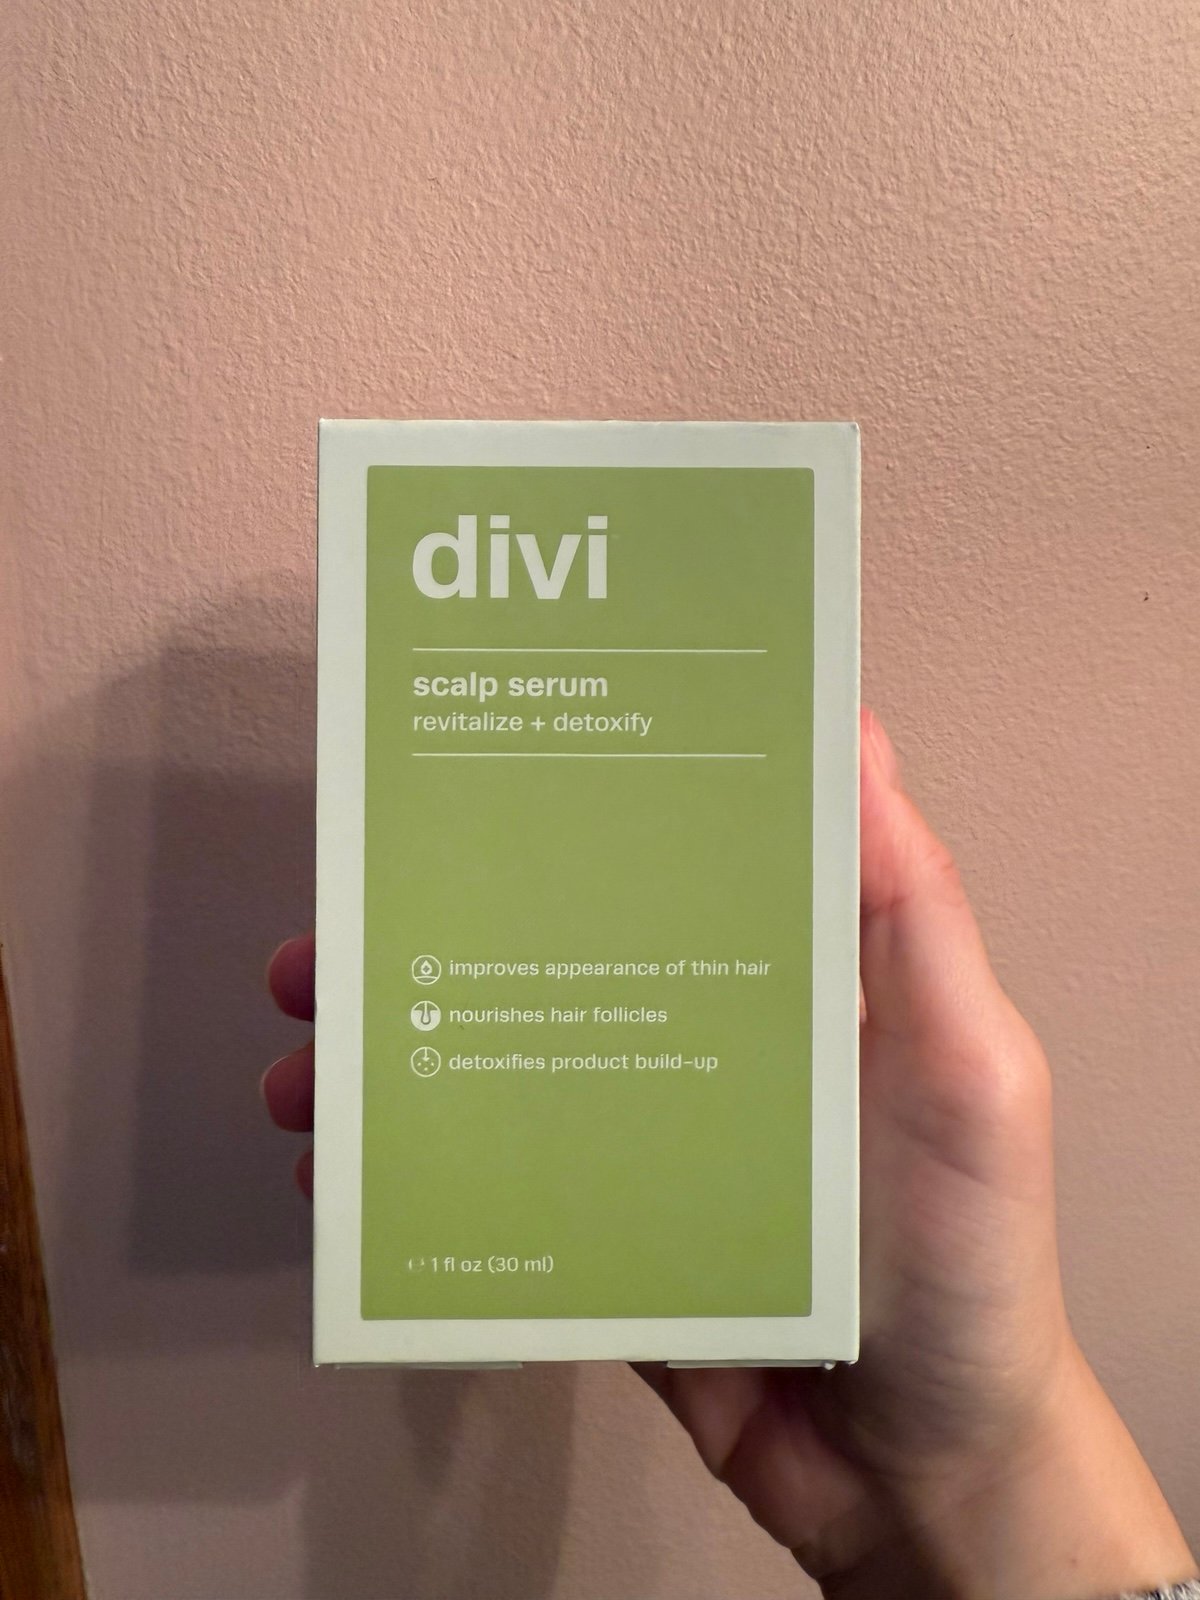 divi
scalp serum
revitalize + detoxify
improves appearance of thin hair
nourishes hair follicles
detoxifies product build-up
1 fl oz (30 ml)